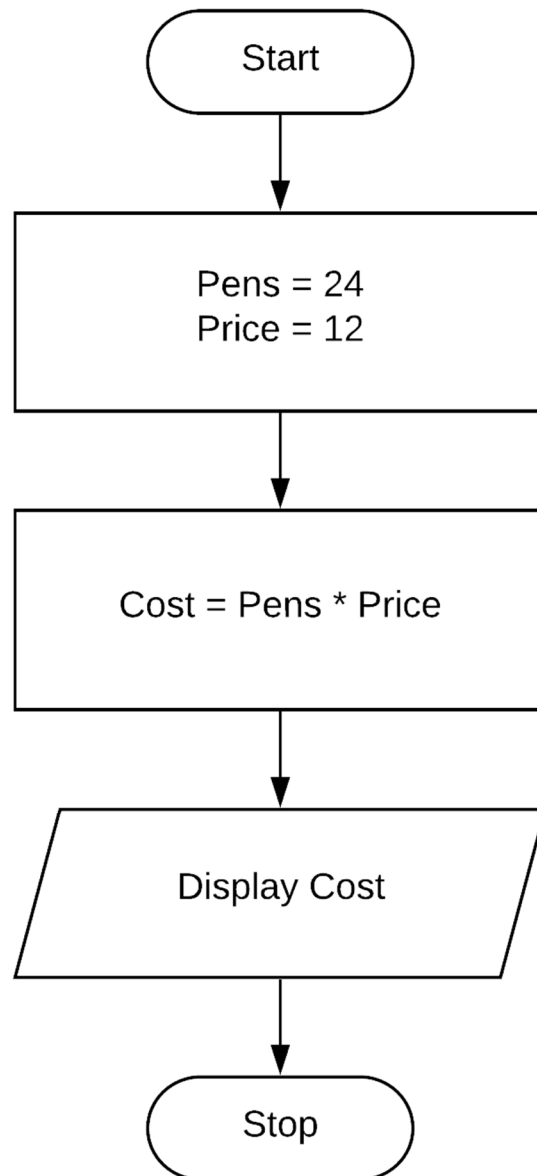 Start
Pens = 24
Price = 12
Cost = Pens * Price
Display Cost
Stop